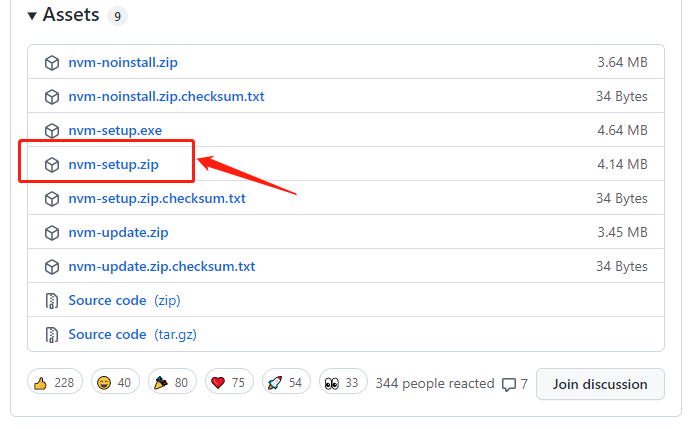 Assets 9
nvm-noinstall.zip 3.64 MB
nvm-noinstall.zip.checksum.txt 34 Bytes
nvm-setup.exe 4.64 MB
nvm-setup.zip 4.14 MB
nvm-setup.zip.checksum.txt 34 Bytes
nvm-update.zip 3.45 MB
nvm-update.zip.checksum.txt 34 Bytes
Source code (zip)
Source code (tar.gz)
228 40 80 75 54 33 344 people reacted 7 Join discussion